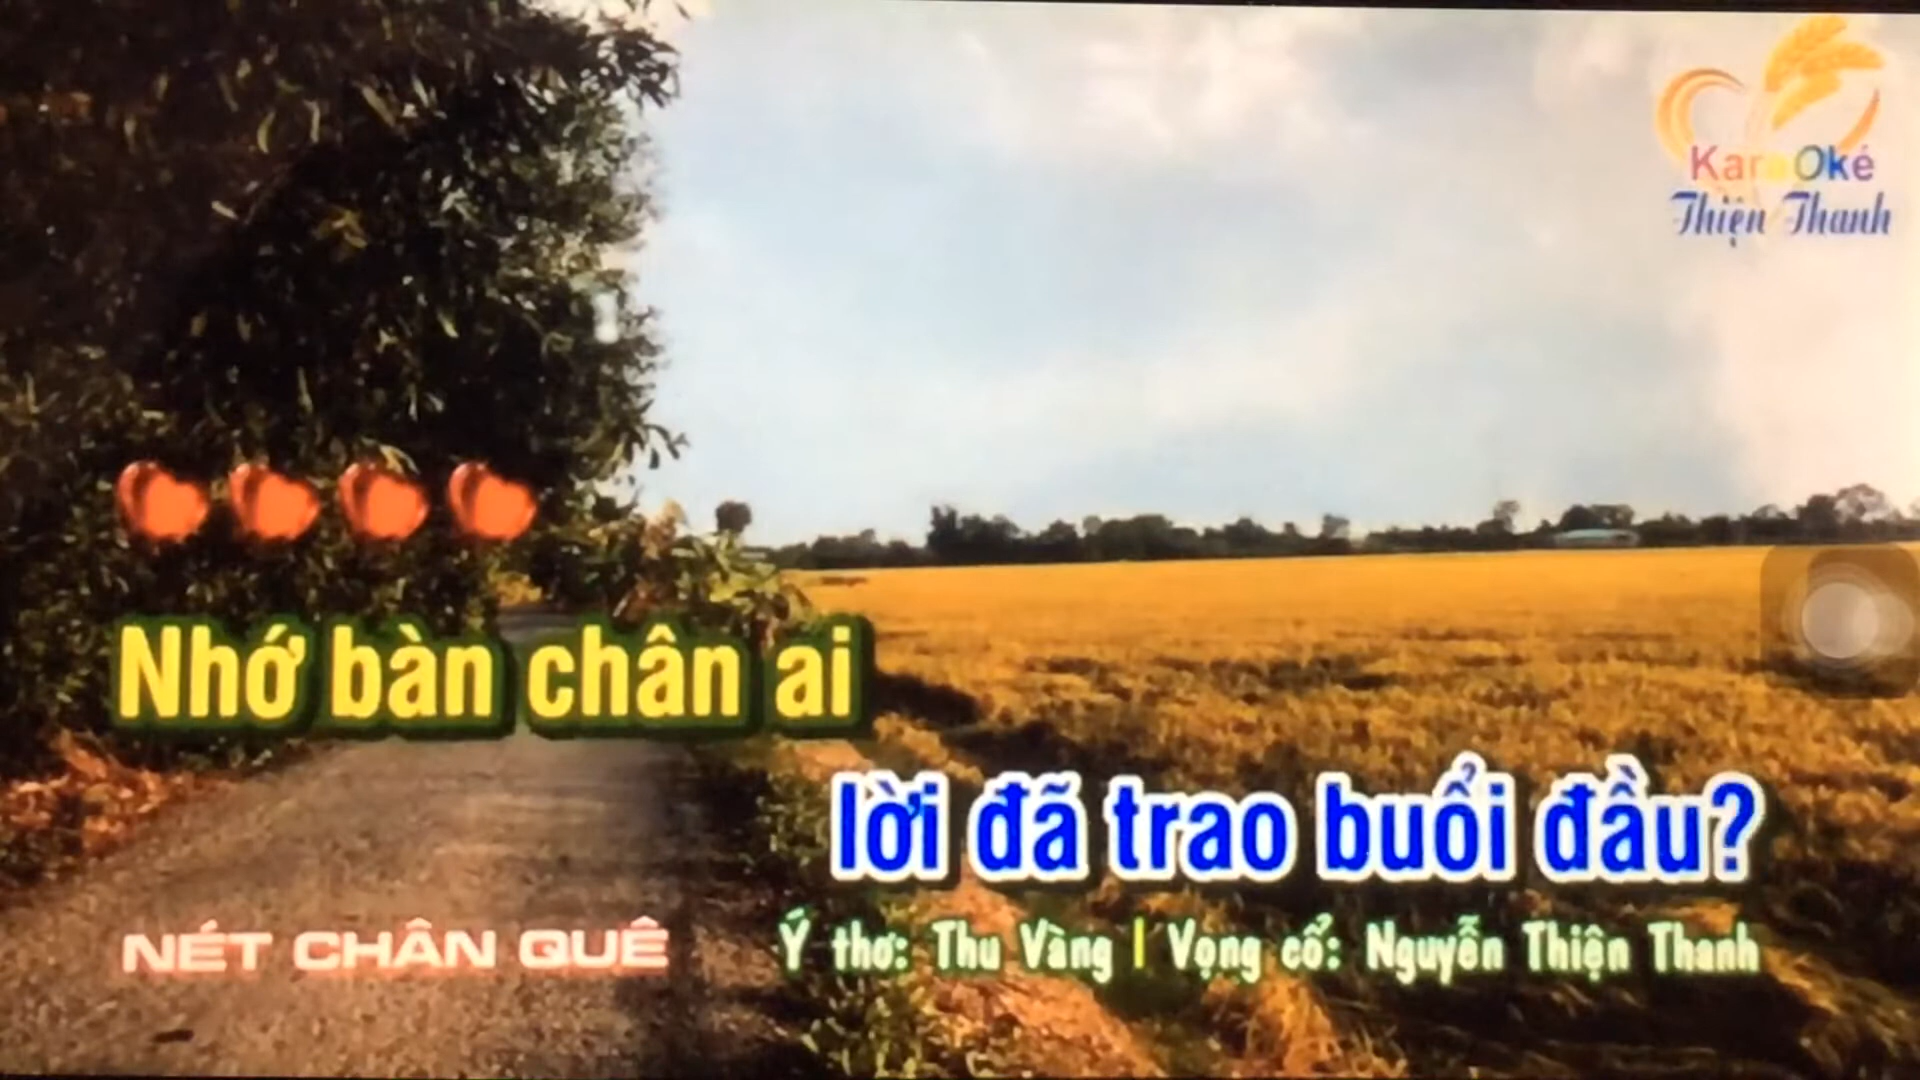 KaraOké
Thiện Thanh
Nhớ bàn chân ai
lời đã trao buổi đầu?
NÉT CHÂN QUÊ
Ý thơ: Thu Vàng | Vọng cổ: Nguyễn Thiện Thanh